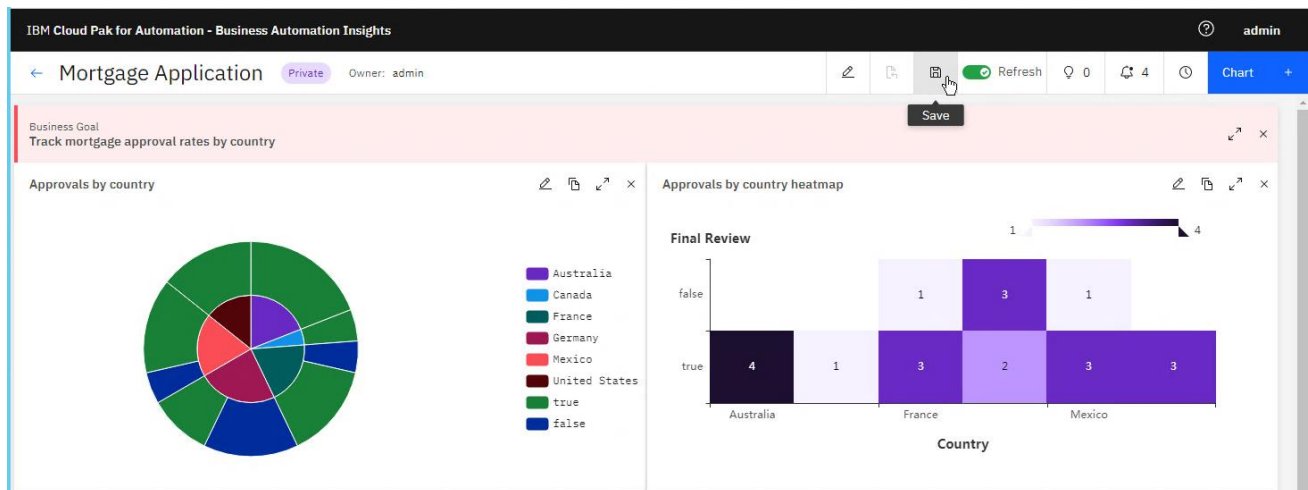 IBM Cloud Pak for Automation - Business Automation Insights
admin
Mortgage Application Private Owner: admin
Refresh 0 4 Chart +
Save
Business Goal
Track mortgage approval rates by country
Approvals by country
Australia
Canada
France
Germany
Mexico
United States
true
false
Approvals by country heatmap
1 4
Final Review
false 1 3 1
true 4 1 3 2 3 3
Australia France Mexico
Country